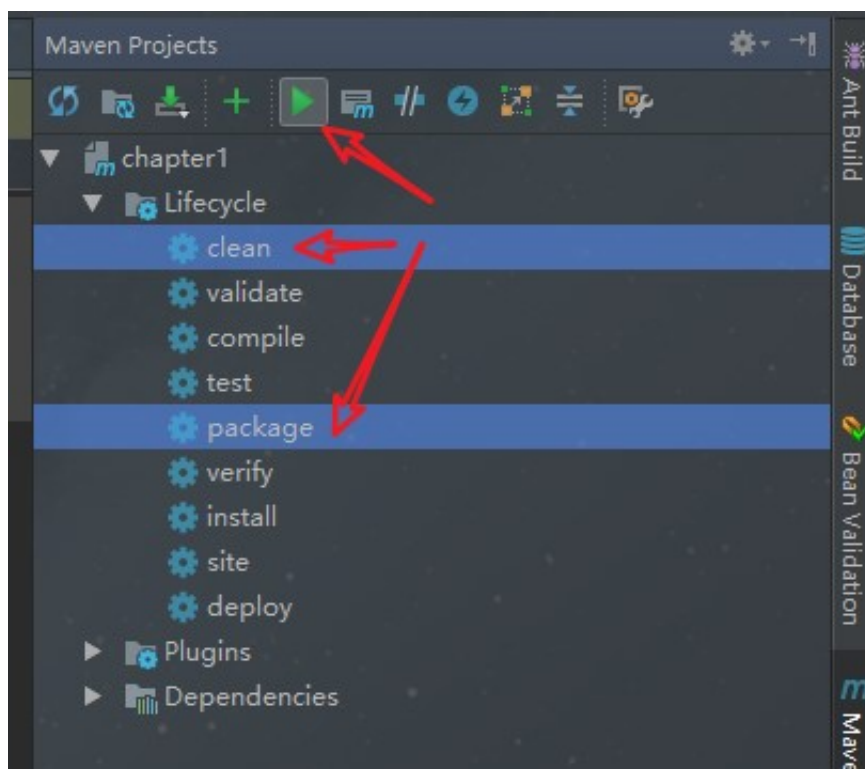 Maven Projects
chapter1
Lifecycle
clean
validate
compile
test
package
verify
install
site
deploy
Plugins
Dependencies
Ant Build
Database
Bean Validation
Mave